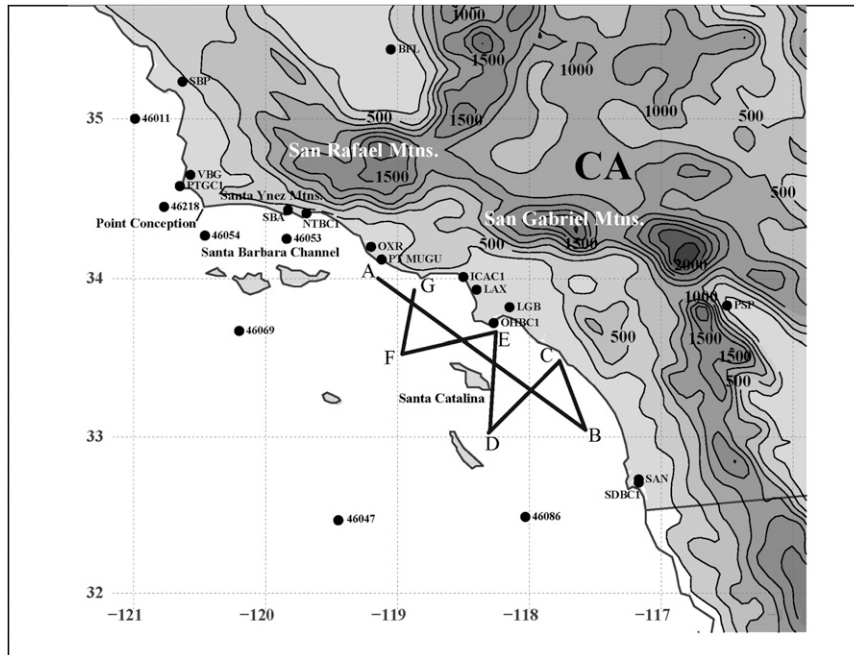 1000
BFL
1500
1000
SBP
1000
500
35
46011
500
1500
San Rafael Mtns.
CA
1500
VBG
PTGC1
Santa Ynez Mtns.
500
46218
SBA
NTBC1
San Gabriel Mtns.
Point Conception
46054
46053
Santa Barbara Channel
OXR
500
1500
PT MUGU
2000
34
A
G
ICAC1
LAX
1000
PSP
LGB
OHBC1
46069
E
500
1500
F
C
1500
500
Santa Catalina
33
D
B
SAN
SDBC1
46047
46086
32
−121
−120
−119
−118
−117